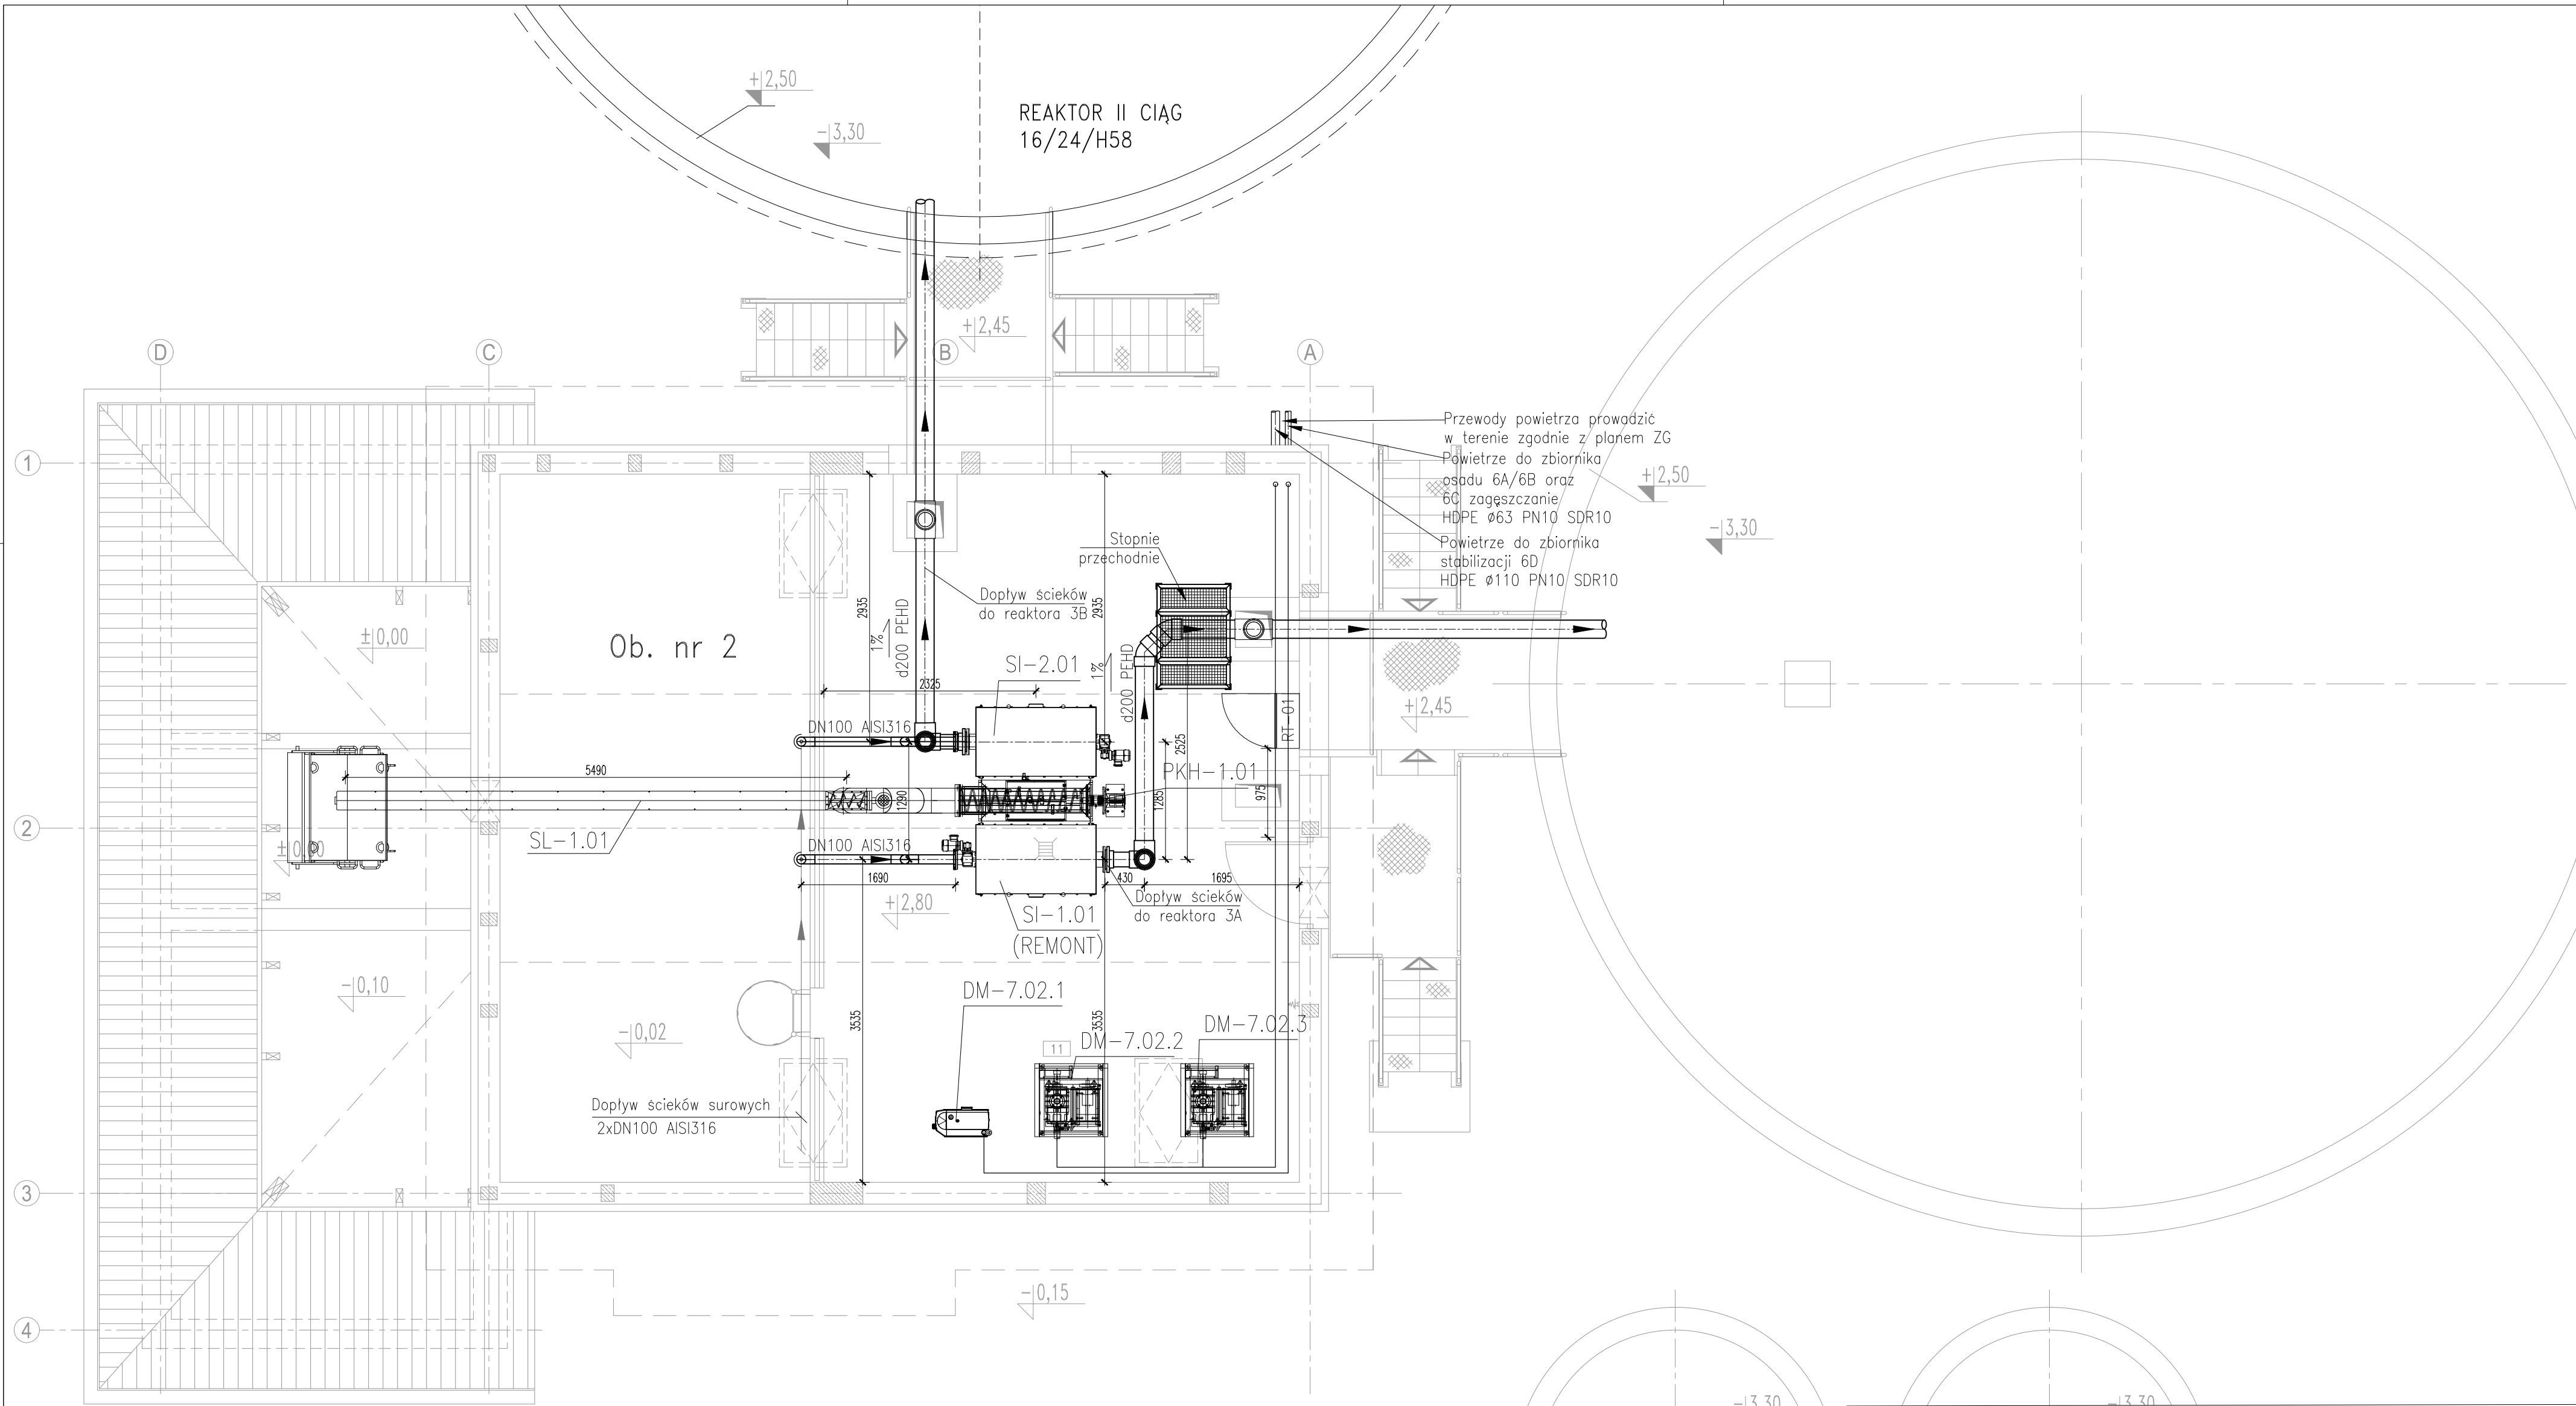 +2,50
-3,30
REAKTOR II CIĄG
16/24/H58
+2,45
D
C
B
A
1
2
3
4
Przewody powietrza prowadzić
w terenie zgodnie z planem ZG
Powietrze do zbiornika
osadu 6A/6B oraz
6C zagęszczanie
HDPE ø63 PN10 SDR10
Powietrze do zbiornika
stabilizacji 6D
HDPE ø110 PN10 SDR10
+2,50
-3,30
Stopnie
przechodnie
Dopływ ścieków
do reaktora 3B
2935
2935
1%
d200 PEHD
1%
d200 PEHD
±0,00
Ob. nr 2
SI-2.01
2325
RT-01
+2,45
DN100 AISI316
2525
5490
PKH-1.01
1290
1285
975
SL-1.01
DN100 AISI316
1690
430
1695
+2,80
Dopływ ścieków
do reaktora 3A
SI-1.01
(REMONT)
-0,10
-0,02
3535
3535
DM-7.02.1
DM-7.02.2
DM-7.02.3
11
Dopływ ścieków surowych
2xDN100 AISI316
-0,15
-3,30
-3,30